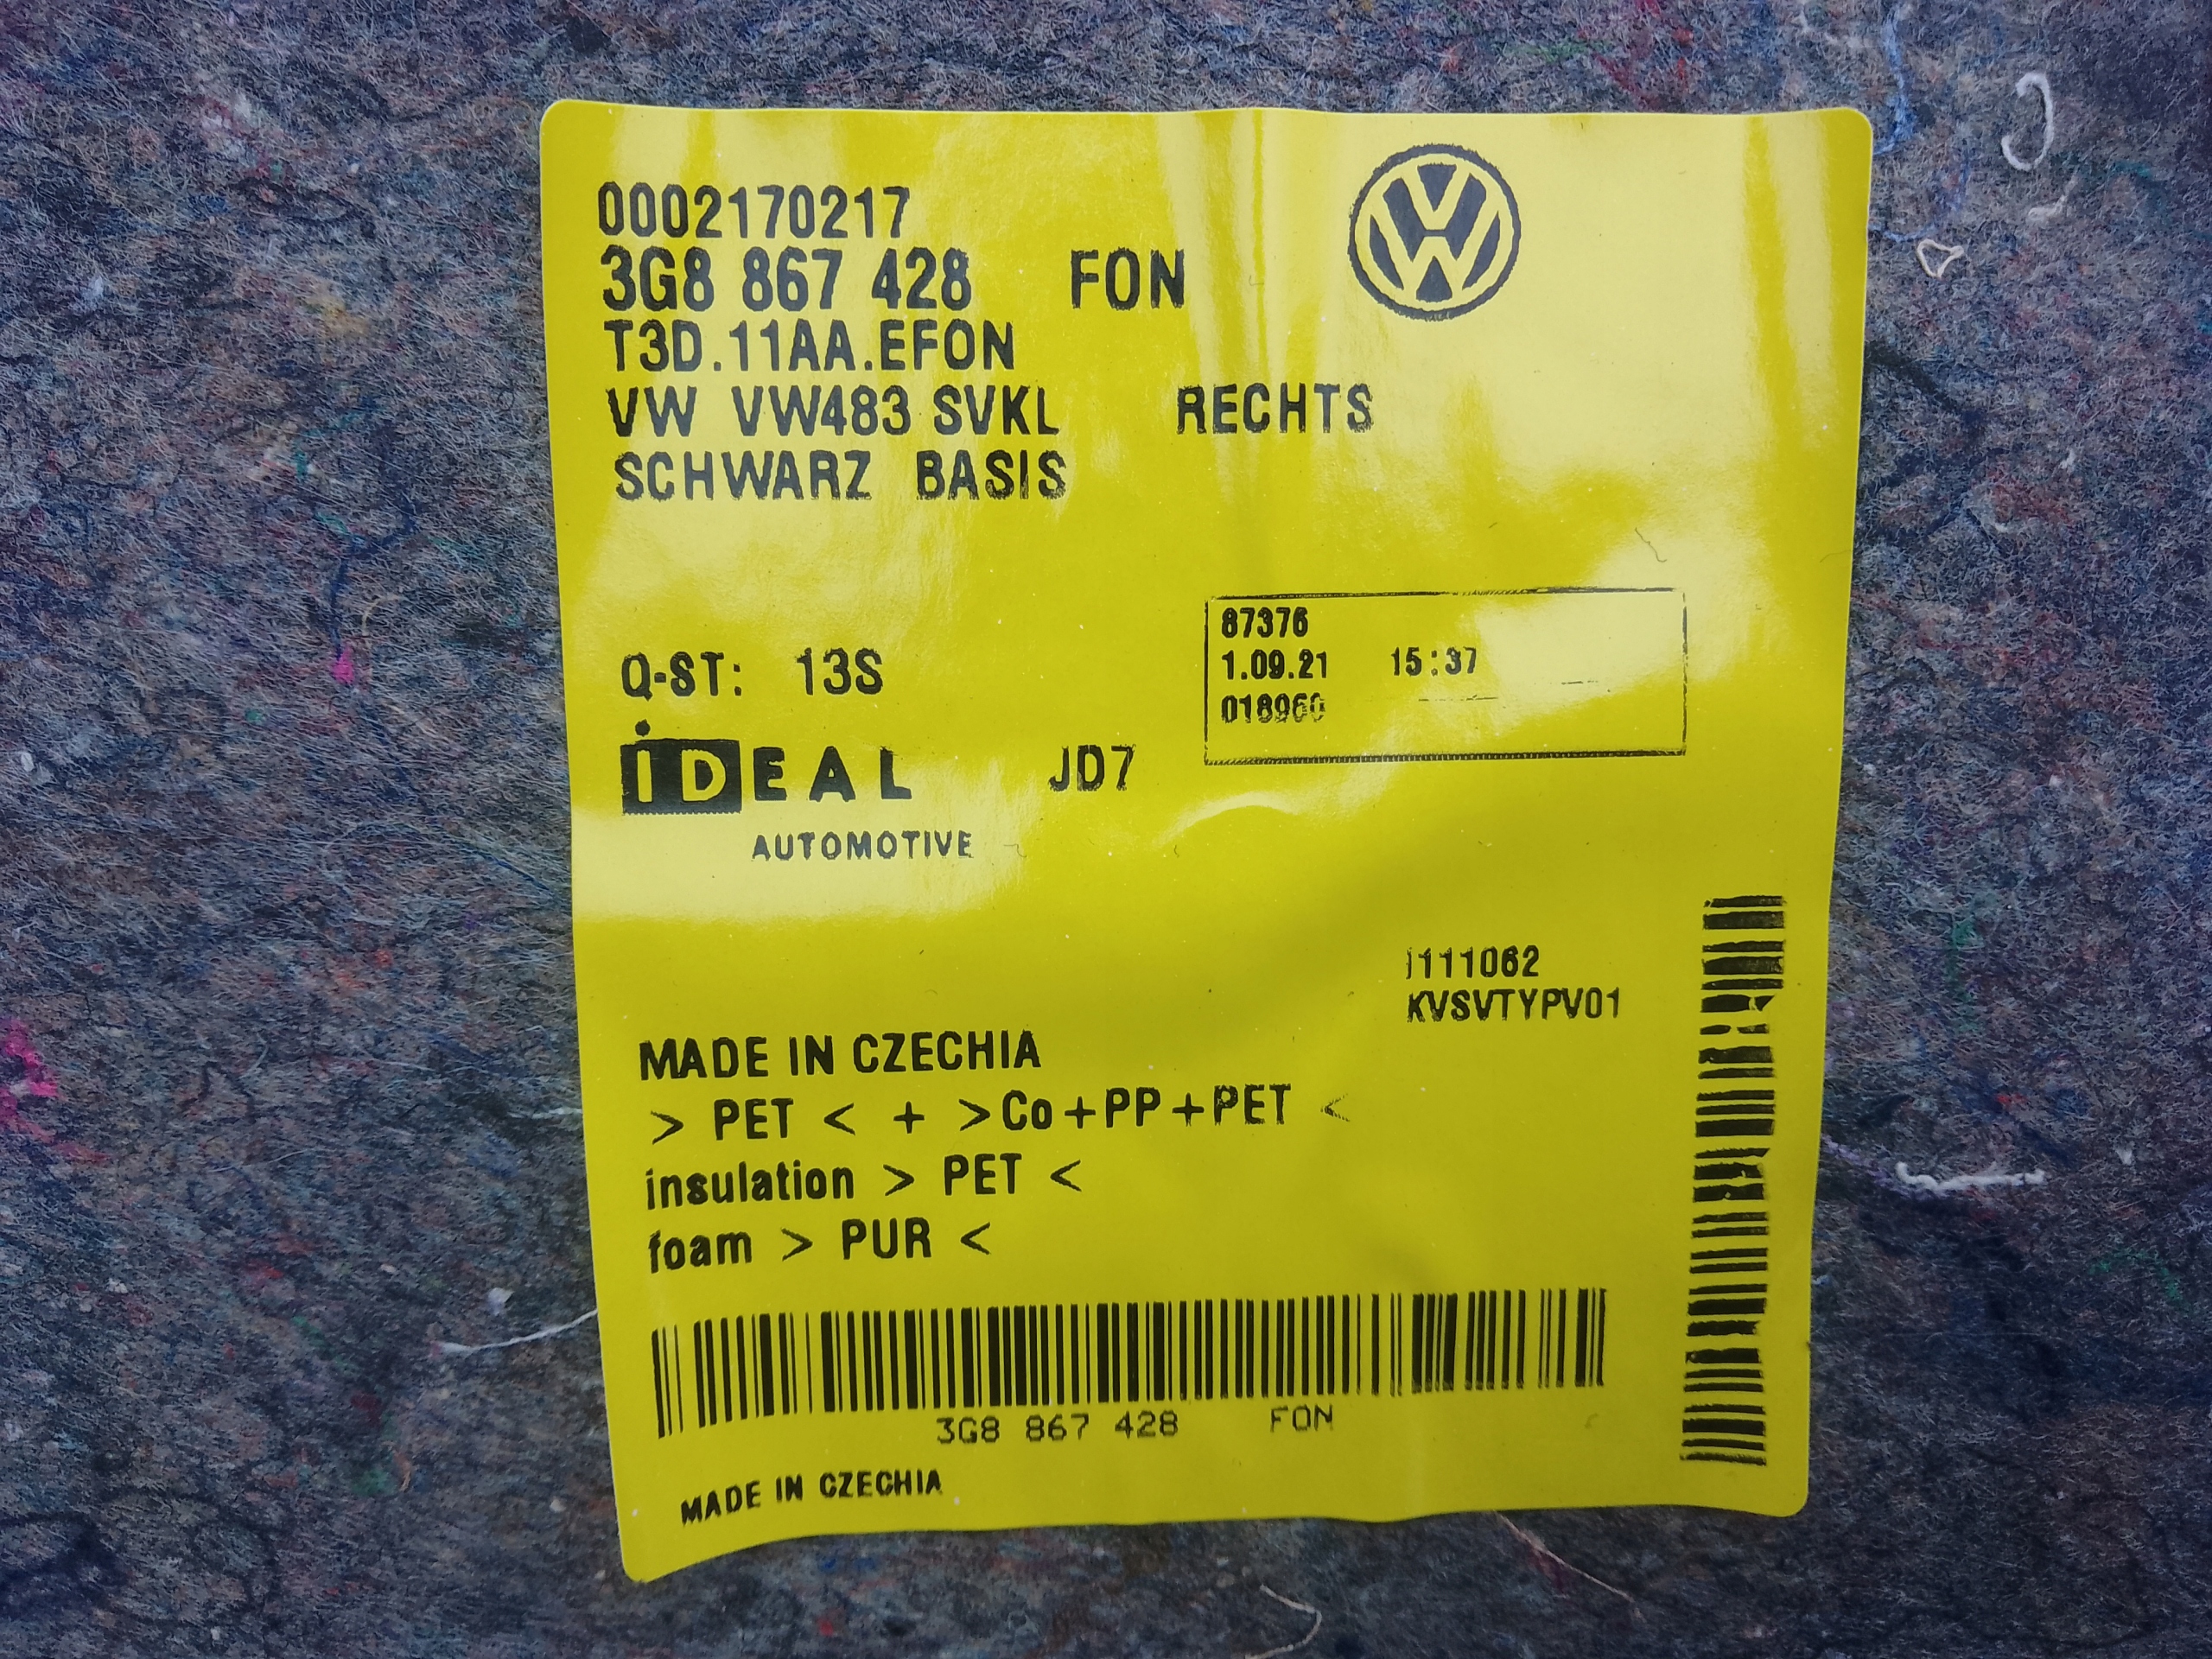 0002170217
3G8 867 428 FON
T3D.11AA.EFON
VW VW483 SVKL RECHTS
SCHWARZ BASIS
87376
1.09.21 15:37
Q-ST: 13S
IDEAL JD7
AUTOMOTIVE
KVSVTYPV01
MADE IN CZECHIA
> PET < + >Co+PP+PET <
insulation > PET <
foam > PUR <
3G8 867 428 FON
MADE IN CZECHIA